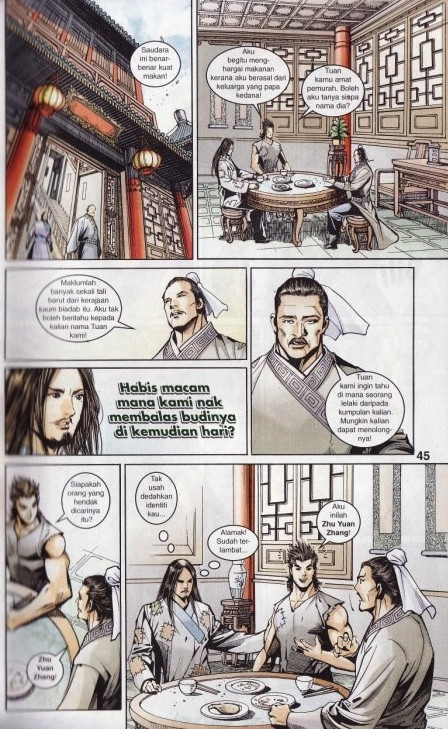 Saudara
ini benar-
benar kuat
makan!
Aku
begitu meng-
hargai makanan
kerana aku berasal dari
keluarga yang papa
kedana!
Tuan
kamu amat
pemurah. Boleh
aku tanya siapa
nama dia?
Maklumlah
banyak sekali tali
barut dari kerajaan
kaum biadab itu. Aku tak
boleh beritahu kepada
kalian nama Tuan
kami!
Tuan
kami ingin tahu
di mana seorang
lelaki daripada
kumpulan kalian.
Mungkin kalian
dapat menolong-
nya!
Habis macam
mana kami nak
membalas budinya
di kemudian hari?
45
Siapakah
orang yang
hendak
dicarinya
itu?
Zhu
Yuan
Zhang!
Tak
usah
dedahkan
identiti
kau...
Alamak!
Sudah ter-
lambat...
Aku
inilah
Zhu Yuan
Zhang!